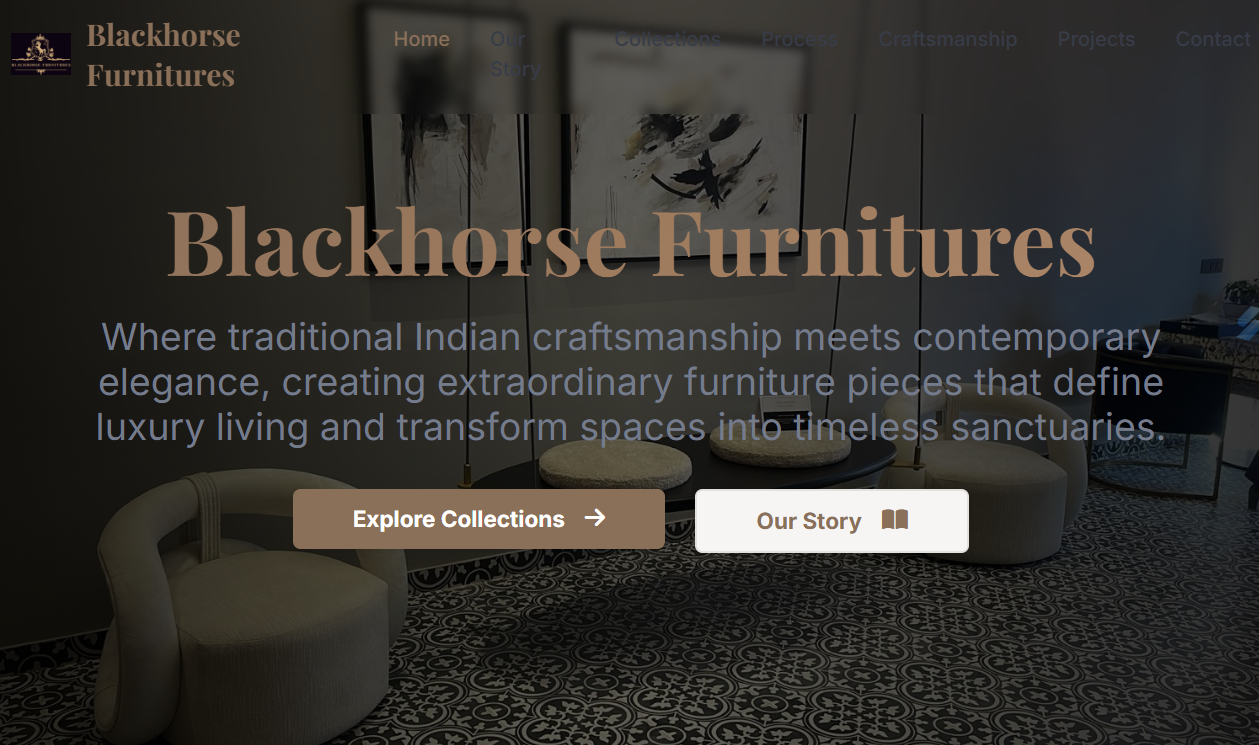 Blackhorse
Furnitures
Home
Our
Story
Collections
Process
Craftsmanship
Projects
Contact
BLACKHORSE FURNITURES
Blackhorse Furnitures
Where traditional Indian craftsmanship meets contemporary
elegance, creating extraordinary furniture pieces that define
luxury living and transform spaces into timeless sanctuaries.
Explore Collections
Our Story